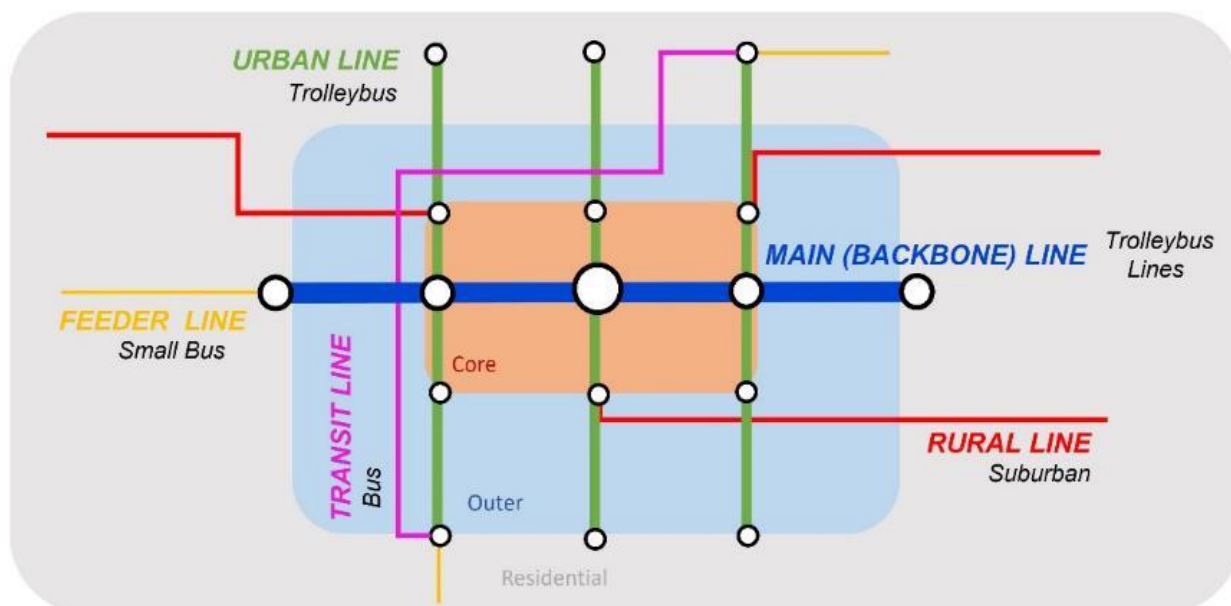 URBAN LINE
Trolleybus
MAIN (BACKBONE) LINE
Trolleybus
Lines
FEEDER LINE
Small Bus
Core
TRANSIT LINE
Bus
RURAL LINE
Suburban
Outer
Residential